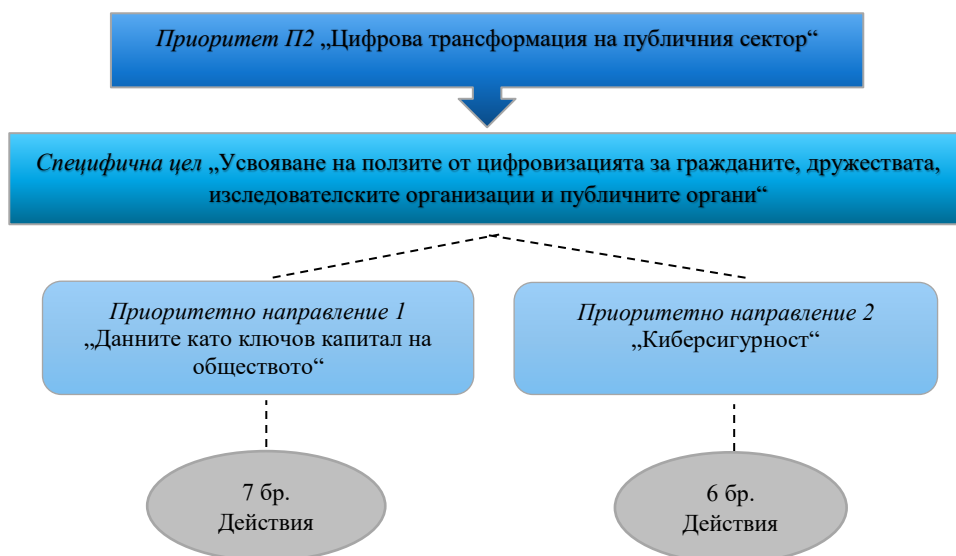 Приоритет П2 „Цифрова трансформация на публичния сектор“
Специфична цел „Усвояване на ползите от цифровизацията за гражданите, дружествата,
изследователските организации и публичните органи“
Приоритетно направление 1
„Данните като ключов капитал на
обществото“
Приоритетно направление 2
„Киберсигурност“
7 бр.
Действия
6 бр.
Действия